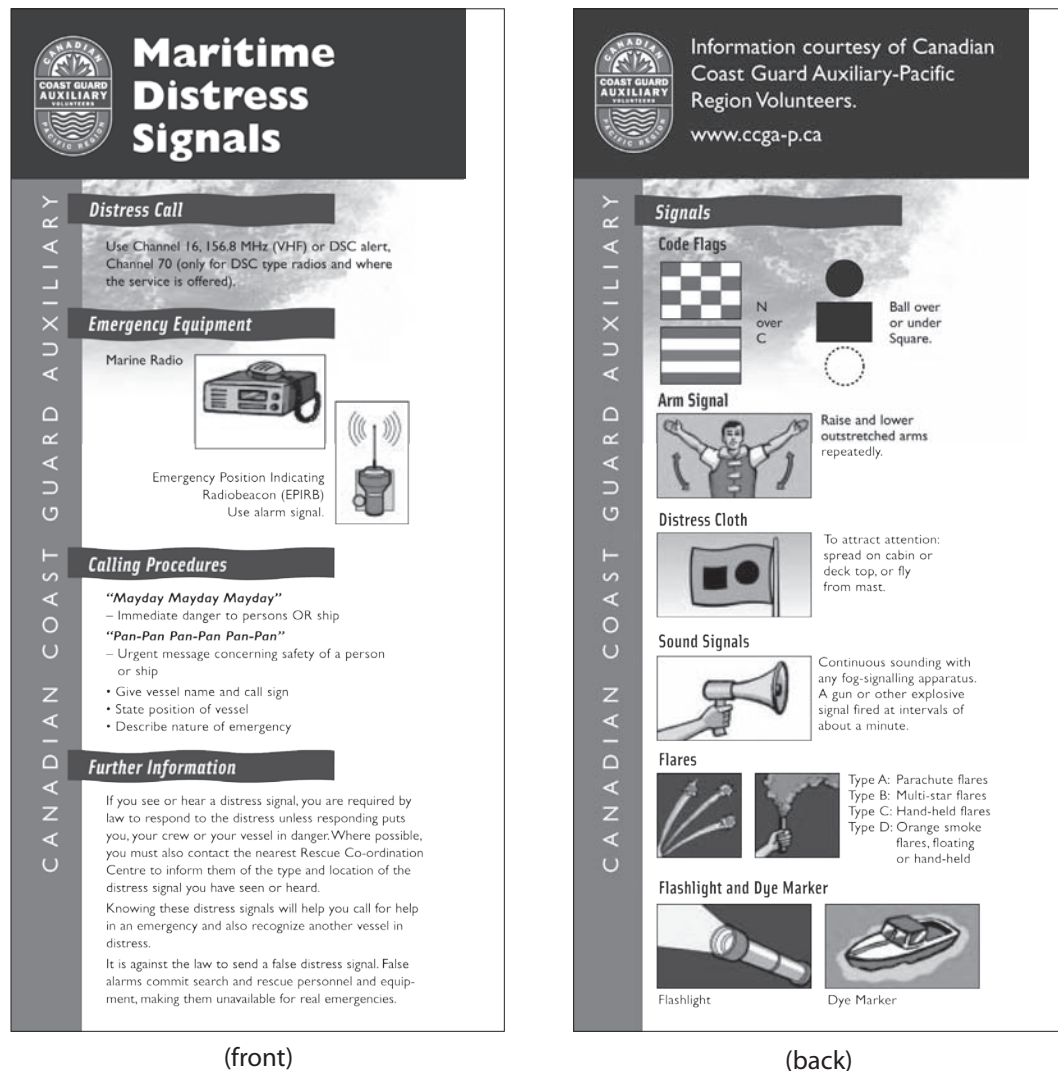 CANADIAN
COAST GUARD
AUXILIARY
VOLUNTEERS
PACIFIC REGION
Maritime
Distress
Signals
CANADIAN COAST GUARD AUXILIARY
Distress Call
Use Channel 16, 156.8 MHz (VHF) or DSC alert,
Channel 70 (only for DSC type radios and where
the service is offered).
Emergency Equipment
Marine Radio
Emergency Position Indicating
Radiobeacon (EPIRB)
Use alarm signal.
Calling Procedures
“Mayday Mayday Mayday”
– Immediate danger to persons OR ship
“Pan-Pan Pan-Pan Pan-Pan”
– Urgent message concerning safety of a person
or ship
• Give vessel name and call sign
• State position of vessel
• Describe nature of emergency
Further Information
If you see or hear a distress signal, you are required by
law to respond to the distress unless responding puts
you, your crew or your vessel in danger. Where possible,
you must also contact the nearest Rescue Co-ordination
Centre to inform them of the type and location of the
distress signal you have seen or heard.
Knowing these distress signals will help you call for help
in an emergency and also recognize another vessel in
distress.
It is against the law to send a false distress signal. False
alarms commit search and rescue personnel and equip-
ment, making them unavailable for real emergencies.
(front)
CANADIAN
COAST GUARD
AUXILIARY
VOLUNTEERS
PACIFIC REGION
Information courtesy of Canadian
Coast Guard Auxiliary-Pacific
Region Volunteers.
www.ccga-p.ca
CANADIAN COAST GUARD AUXILIARY
Signals
Code Flags
N
over
C
Ball over
or under
Square.
Arm Signal
Raise and lower
outstretched arms
repeatedly.
Distress Cloth
To attract attention:
spread on cabin or
deck top, or fly
from mast.
Sound Signals
Continuous sounding with
any fog-signalling apparatus.
A gun or other explosive
signal fired at intervals of
about a minute.
Flares
Type A: Parachute flares
Type B: Multi-star flares
Type C: Hand-held flares
Type D: Orange smoke
flares, floating
or hand-held
Flashlight and Dye Marker
Flashlight
Dye Marker
(back)